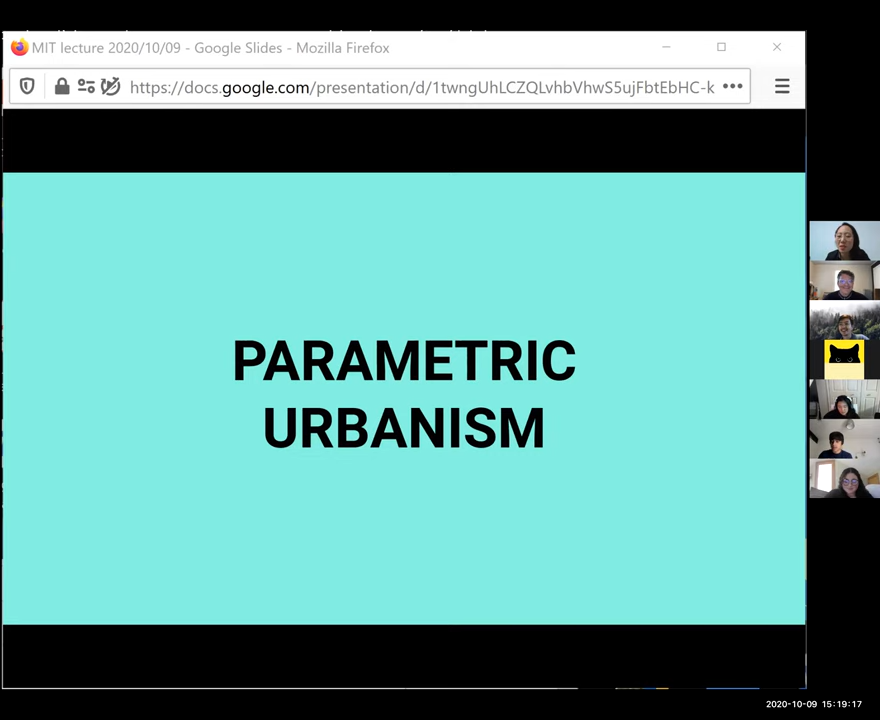 MIT lecture 2020/10/09 - Google Slides - Mozilla Firefox
https://docs.google.com/presentation/d/1twngUhLCZQLvhbVhwS5ujFbtEbHC-k
PARAMETRIC
URBANISM
2020-10-09 15:19:17